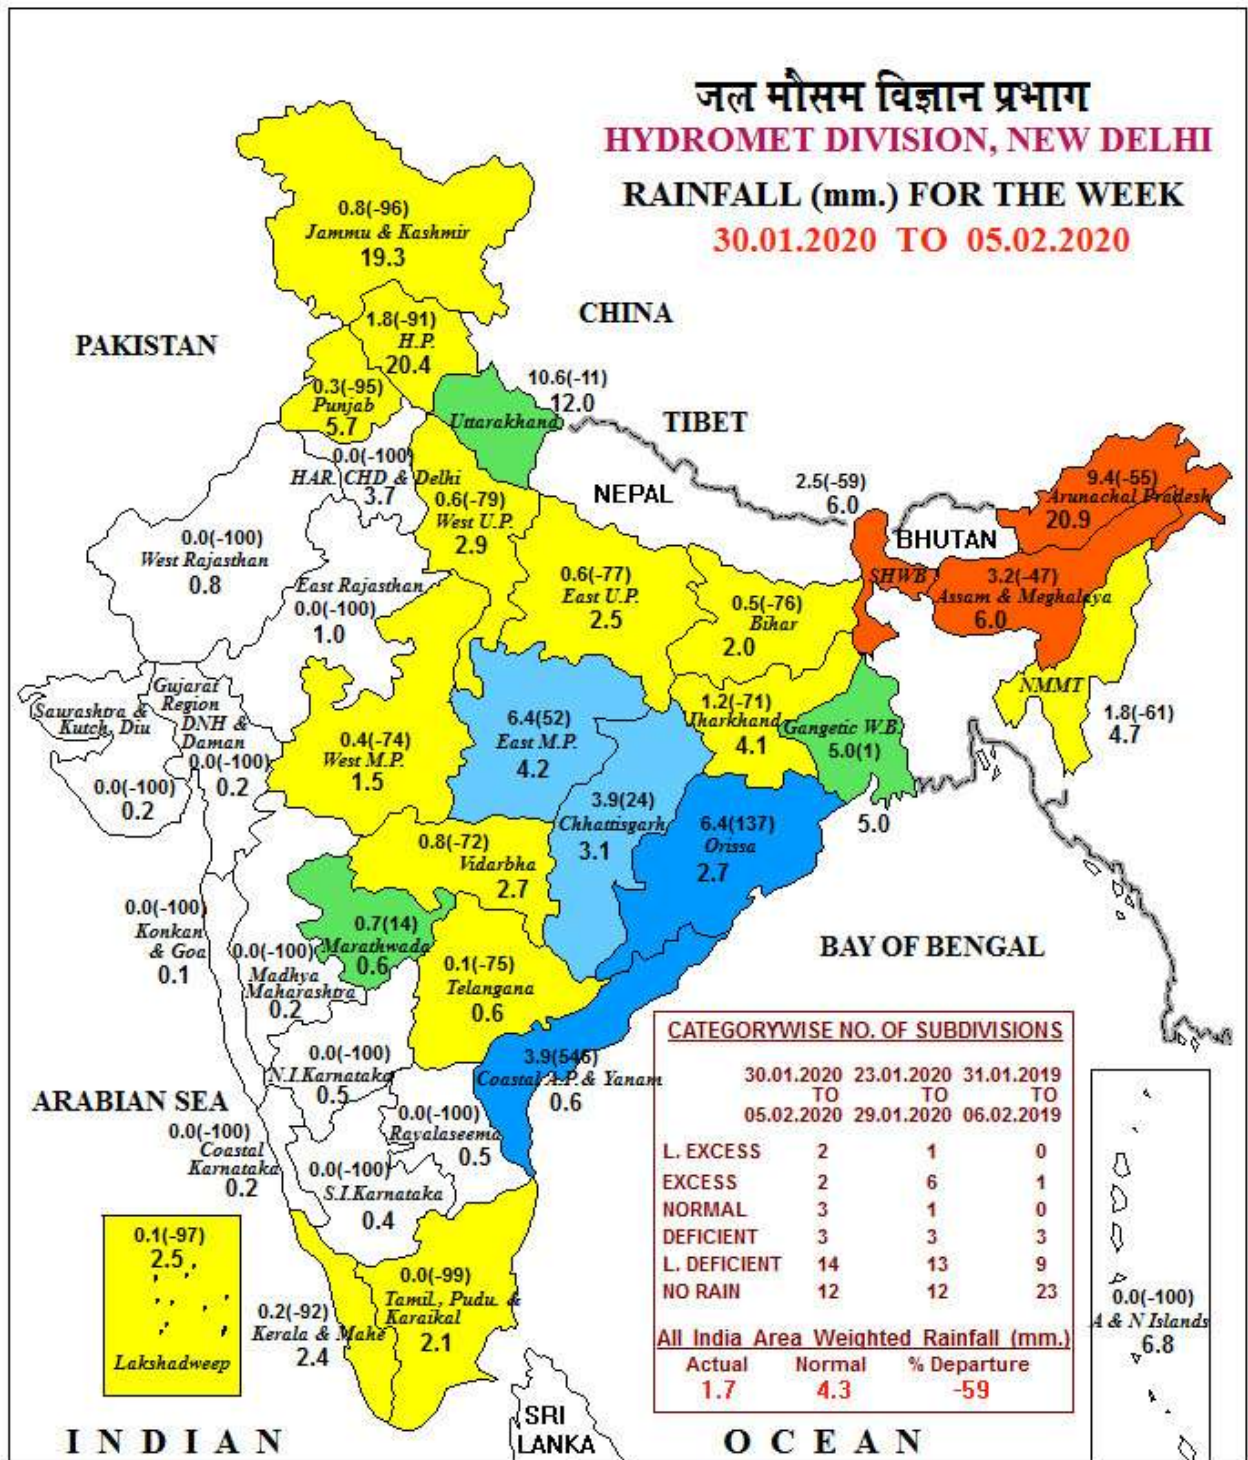 जल मौसम विज्ञान प्रभाग
HYDROMET DIVISION, NEW DELHI
RAINFALL (mm.) FOR THE WEEK
30.01.2020 TO 05.02.2020
0.8(-96)
Jammu & Kashmir
19.3
CHINA
1.8(-91)
H.P.
20.4
PAKISTAN
0.3(-95)
Punjab
5.7
10.6(-11)
12.0
Uttarakhand
TIBET
0.0(-100)
HAR. CHD & Delhi
3.7
NEPAL
2.5(-59)
6.0
9.4(-55)
Arunachal Pradesh
20.9
0.6(-79)
West U.P.
2.9
0.0(-100)
West Rajasthan
0.8
BHUTAN
SHWB
3.2(-47)
Assam & Meghalaya
6.0
East Rajasthan
0.0(-100)
1.0
0.6(-77)
East U.P.
2.5
0.5(-76)
Bihar
2.0
NMMT
1.8(-61)
4.7
Saurashtra &
Kutch, Diu
0.0(-100)
0.2
Gujarat
Region
DNH &
Daman
0.0(-100)
0.2
0.4(-74)
West M.P.
1.5
6.4(52)
East M.P.
4.2
1.2(-71)
Jharkhand
4.1
Gangetic W.B.
5.0(1)
5.0
3.9(24)
Chhattisgarh
3.1
6.4(137)
Orissa
2.7
0.8(-72)
Vidarbha
2.7
0.0(-100)
Konkan
& Goa
0.1
0.0(-100)
Madhya
Maharashtra
0.2
0.7(14)
Marathwada
0.6
0.1(-75)
Telangana
0.6
BAY OF BENGAL
3.9(546)
Coastal A.P. & Yanam
0.6
0.0(-100)
N.I.Karnataka
0.5
ARABIAN SEA
0.0(-100)
Coastal
Karnataka
0.2
0.0(-100)
Rayalaseema
0.5
0.0(-100)
S.I.Karnataka
0.4
0.1(-97)
2.5
Lakshadweep
0.2(-92)
Kerala & Mahe
2.4
0.0(-99)
Tamil., Pudu. &
Karaikal
2.1
CATEGORYWISE NO. OF SUBDIVISIONS
30.01.2020 23.01.2020 31.01.2019
TO TO TO
05.02.2020 29.01.2020 06.02.2019
L. EXCESS 2 1 0
EXCESS 2 6 1
NORMAL 3 1 0
DEFICIENT 3 3 3
L. DEFICIENT 14 13 9
NO RAIN 12 12 23
All India Area Weighted Rainfall (mm.)
Actual Normal % Departure
1.7 4.3 -59
0.0(-100)
A & N Islands
6.8
SRI
LANKA
INDIAN OCEAN